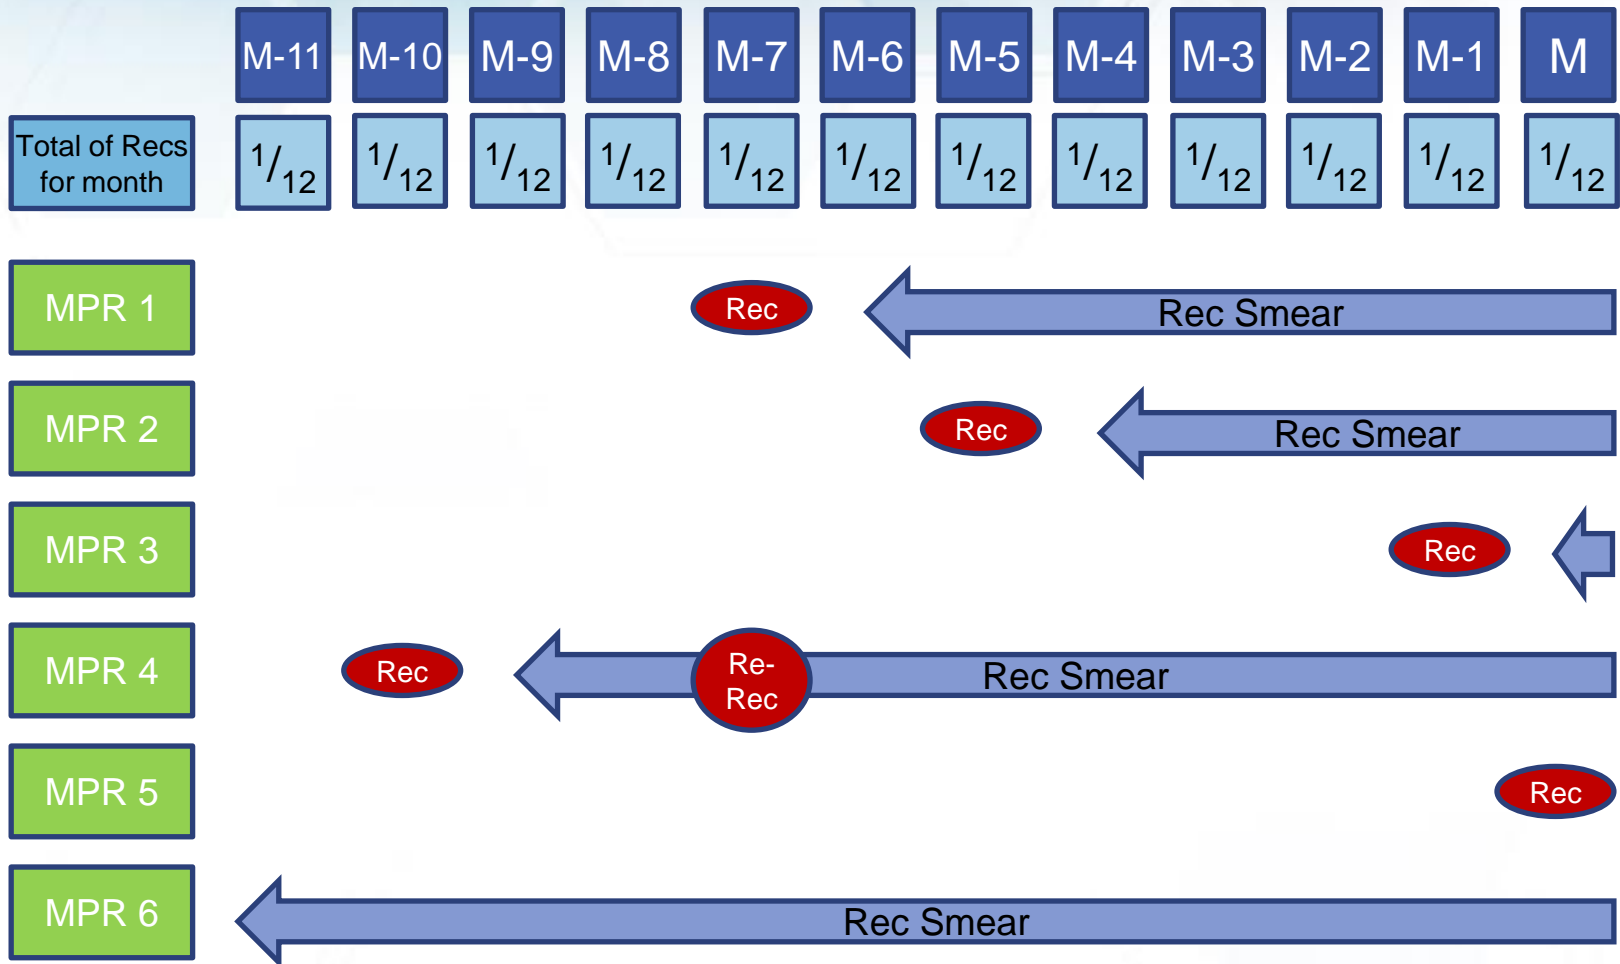 M-11 M-10 M-9 M-8 M-7 M-6 M-5 M-4 M-3 M-2 M-1 M
Total of Recs
for month
1/12 1/12 1/12 1/12 1/12 1/12 1/12 1/12 1/12 1/12 1/12 1/12
MPR 1
Rec
Rec Smear
MPR 2
Rec
Rec Smear
MPR 3
Rec
MPR 4
Rec
Re-
Rec
Rec Smear
MPR 5
Rec
MPR 6
Rec Smear